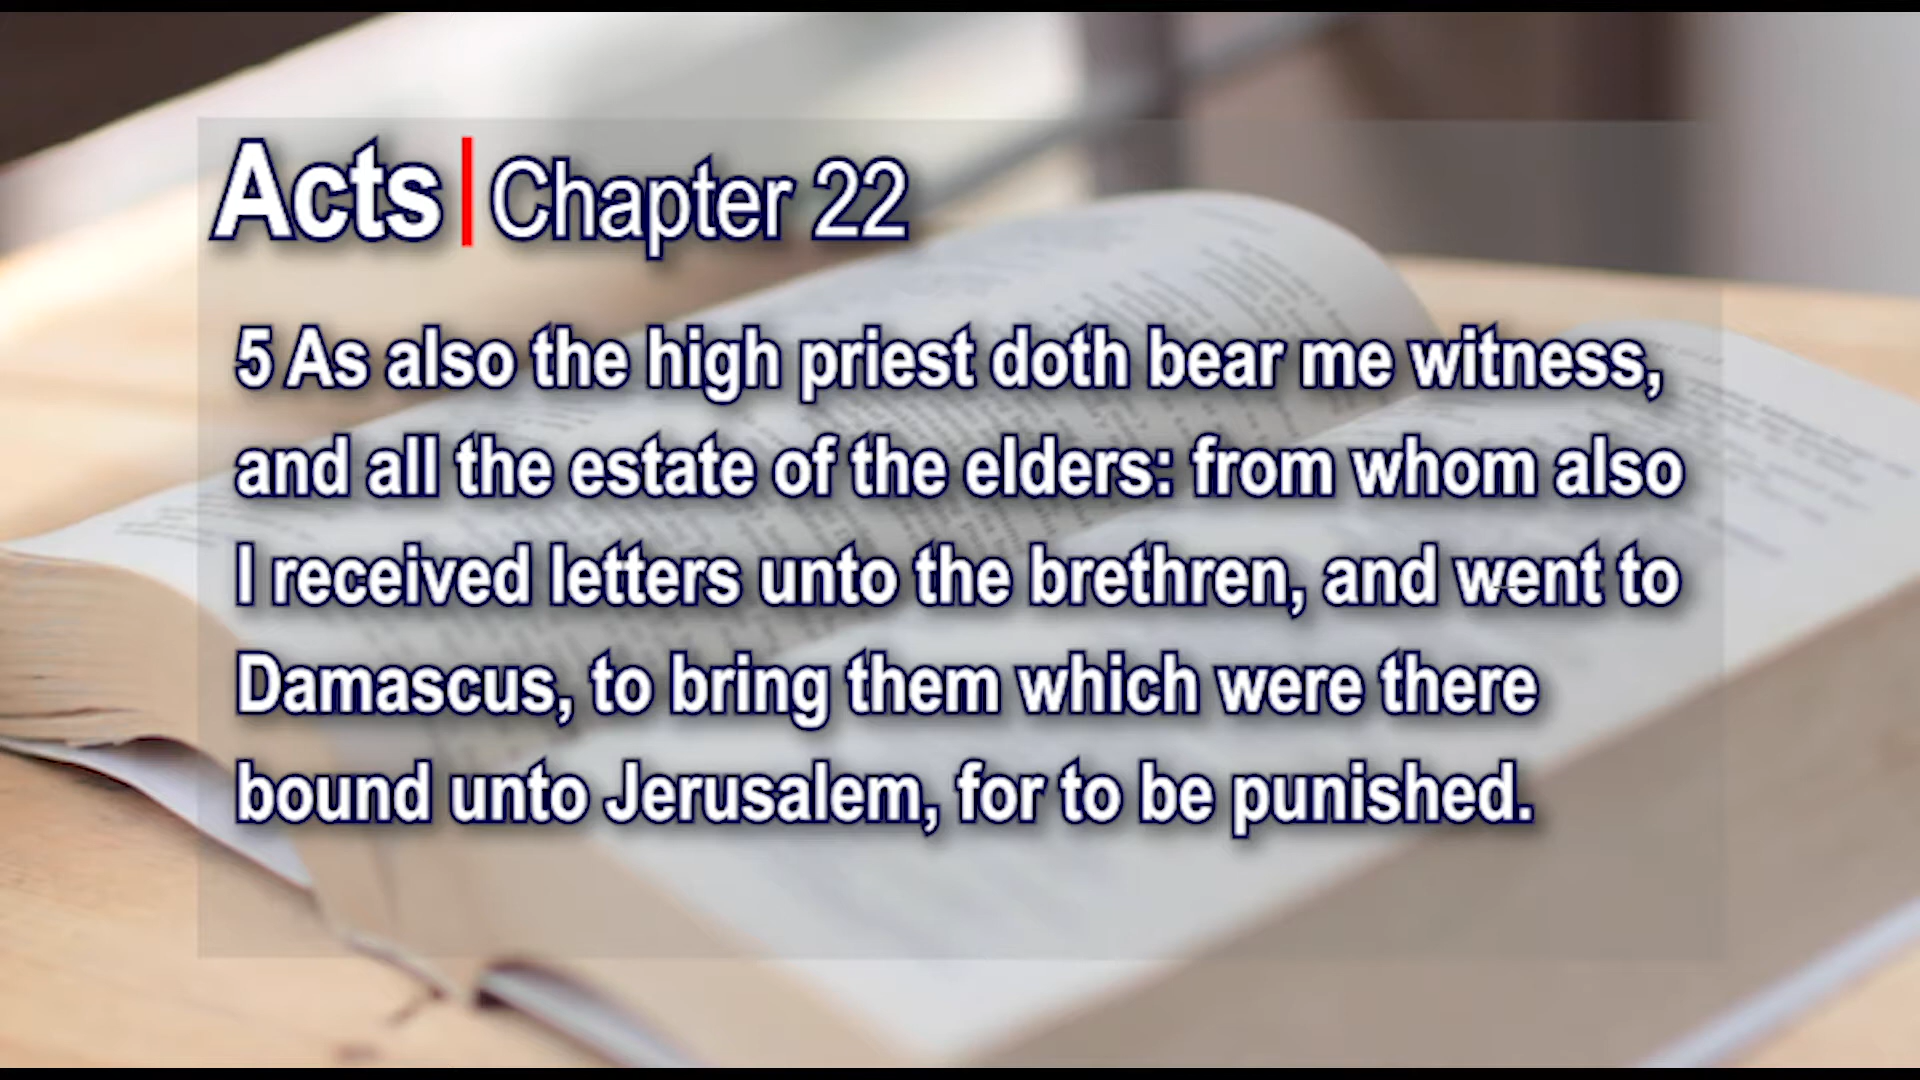 Acts | Chapter 22
5 As also the high priest doth bear me witness,
and all the estate of the elders: from whom also
I received letters unto the brethren, and went to
Damascus, to bring them which were there
bound unto Jerusalem, for to be punished.